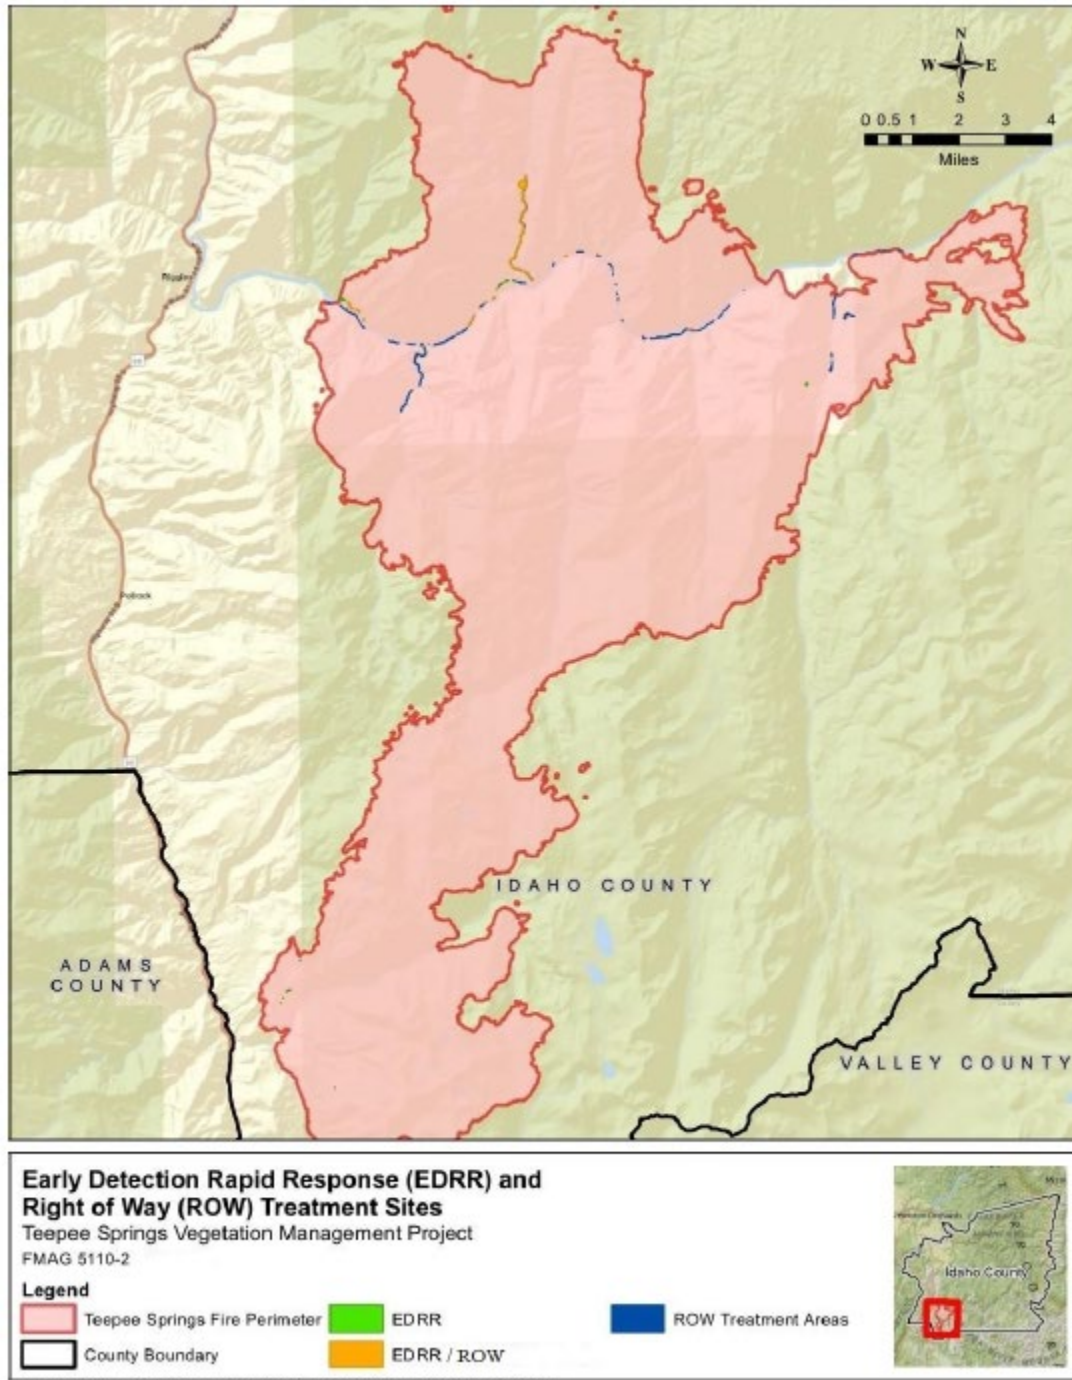 N
W E
S
0 0.5 1 2 3 4
Miles
Riggins
Pollock
IDAHO COUNTY
ADAMS
COUNTY
VALLEY COUNTY
Early Detection Rapid Response (EDRR) and
Right of Way (ROW) Treatment Sites
Teepee Springs Vegetation Management Project
FMAG 5110-2
Legend
Teepee Springs Fire Perimeter
EDRR
ROW Treatment Areas
County Boundary
EDRR / ROW
Idaho County